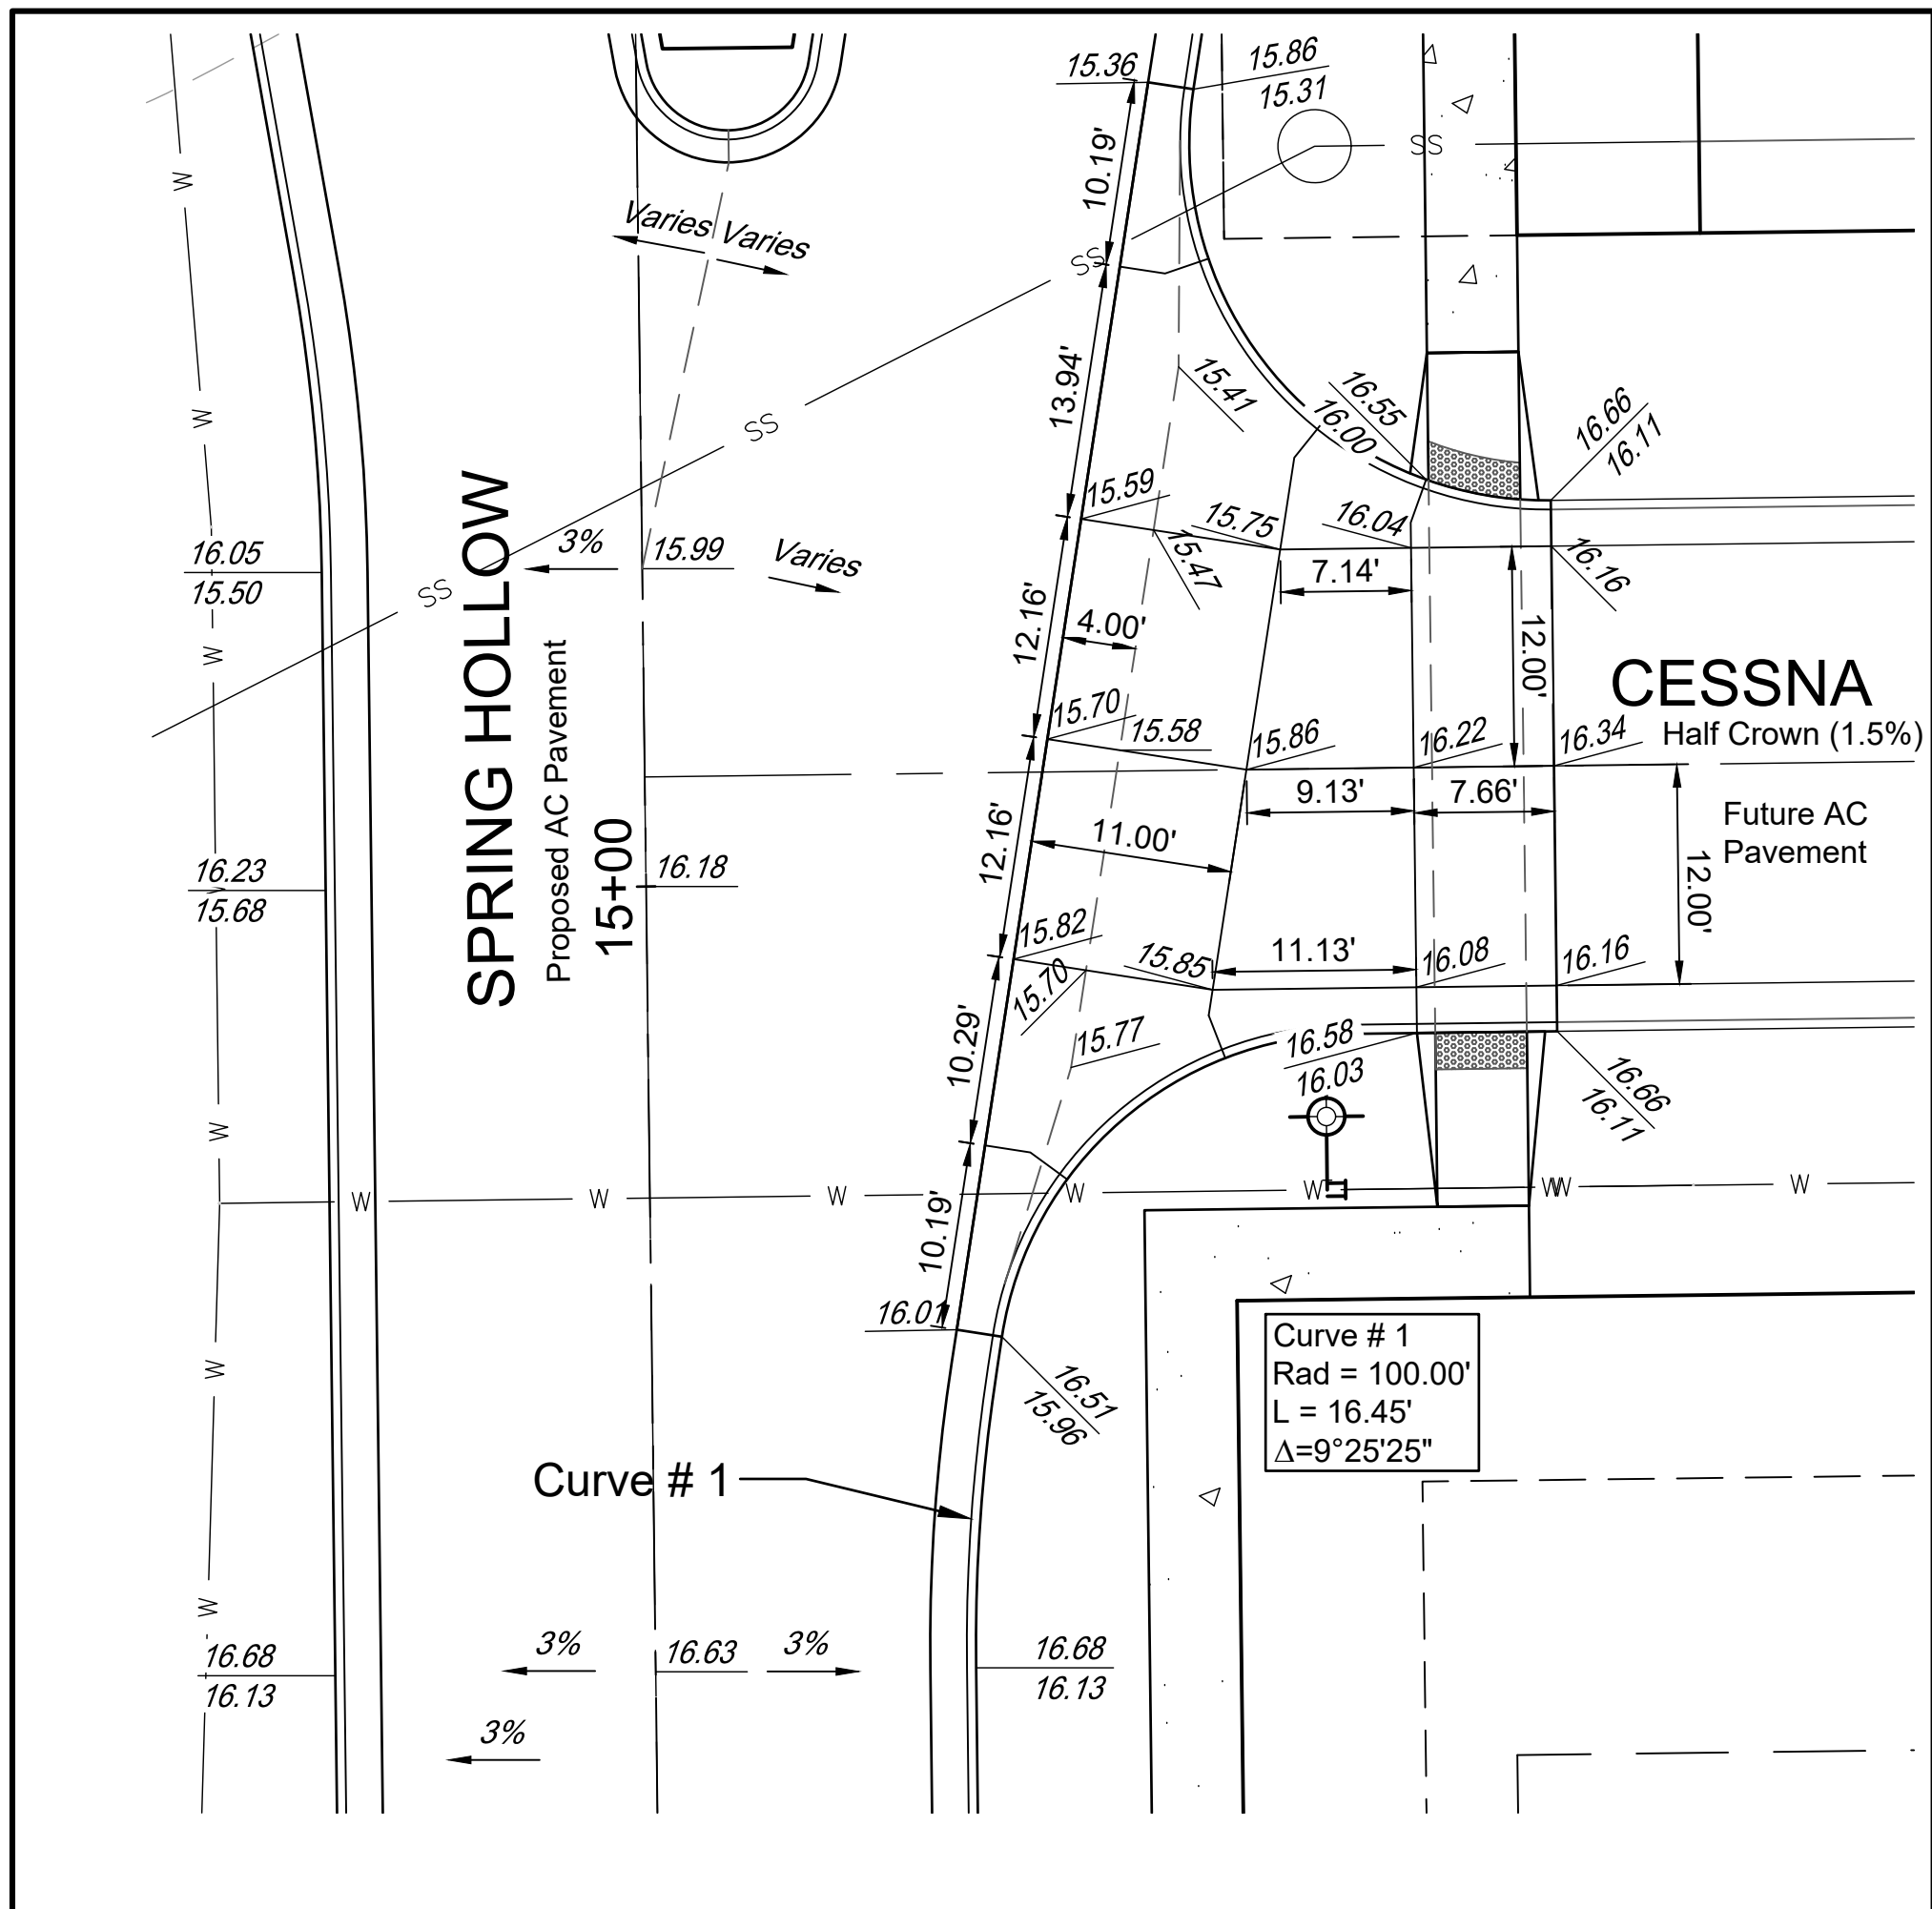 15.36
15.86
15.31
10.19'
SS
W
Varies Varies
SS
13.94'
15.41
16.55
16.00
16.66
16.11
W
SS
15.59
15.75
16.04
15.47
16.16
16.05
15.50
3%
15.99
Varies
7.14'
SS
12.16'
4.00'
12.00'
W
SPRING HOLLOW
Proposed AC Pavement
15+00
CESSNA
Half Crown (1.5%)
15.70
15.58
15.86
16.22
16.34
9.13'
7.66'
Future AC
Pavement
12.16'
11.00'
12.00'
16.23
15.68
W
16.18
15.82
15.70
15.85
11.13'
16.08
16.16
10.29'
15.77
16.58
16.03
16.66
16.11
W
W
W
W
W
W
W
W
W
10.19'
16.01
16.51
15.96
W
Curve # 1
Rad = 100.00'
L = 16.45'
Δ=9°25'25"
Curve # 1
W
16.68
16.13
3%
16.63
3%
16.68
16.13
3%